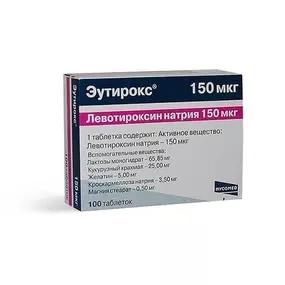 Эутирокс® 150 мкг
Левотироксин натрия 150 мкг
1 таблетка содержит: Активное вещество:
Левотироксин натрия – 150 мкг
Вспомогательные вещества:
Лактозы моногидрат – 65,85 мг
Кукурузный крахмал – 25,00 мг
Желатин – 5,00 мг
Кроскармеллоза натрия – 3,50 мг
Магния стеарат – 0,50 мг
100 таблеток
NYCOMED
Эутирокс®
150 мкг